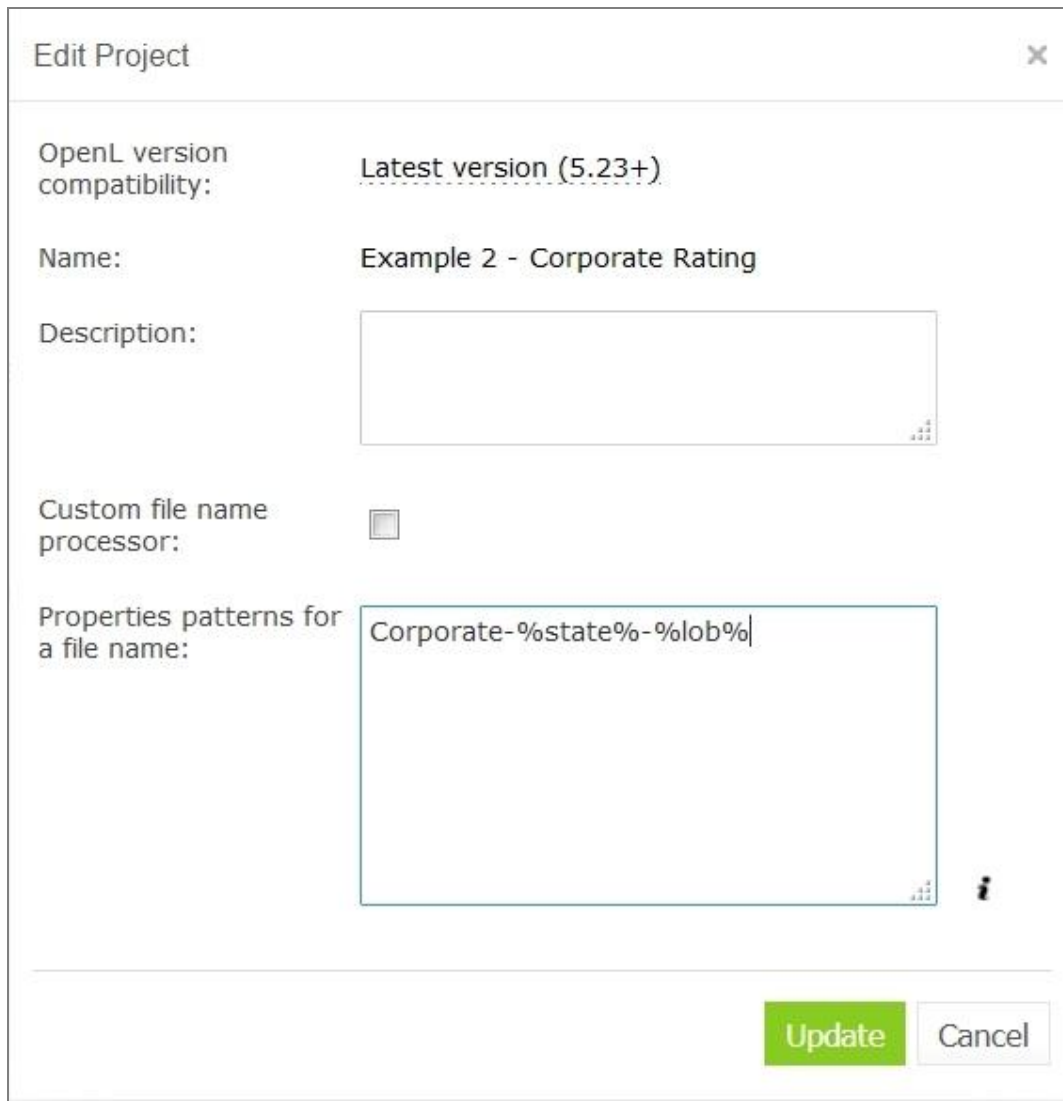 Edit Project
OpenL version
compatibility:
Latest version (5.23+)
Name:
Example 2 - Corporate Rating
Description:
Custom file name
processor:
Properties patterns for
a file name:
Corporate-%state%-%lob%
Update
Cancel